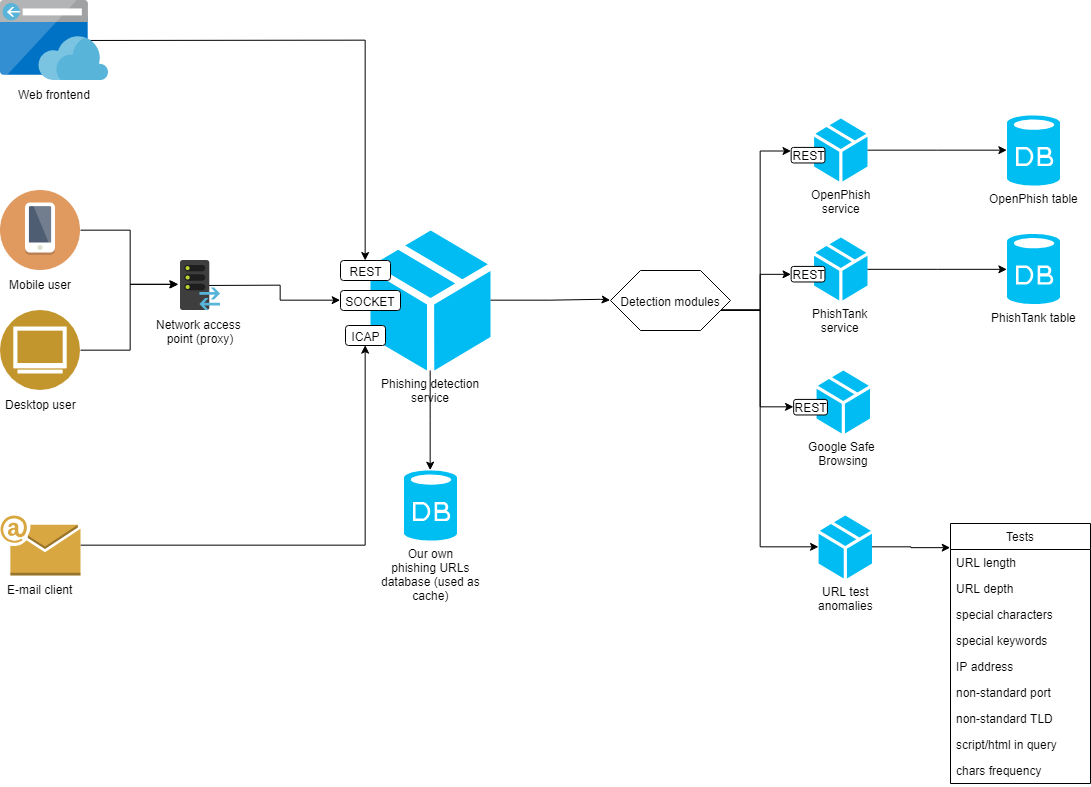 Web frontend
Mobile user
Desktop user
Network access
point (proxy)
@
E-mail client
REST
SOCKET
ICAP
Phishing detection
service
DB
Our own
phishing URLs
database (used as
cache)
Detection modules
REST
OpenPhish
service
DB
OpenPhish table
REST
PhishTank
service
DB
PhishTank table
REST
Google Safe
Browsing
URL test
anomalies
Tests
URL length
URL depth
special characters
special keywords
IP address
non-standard port
non-standard TLD
script/html in query
chars frequency